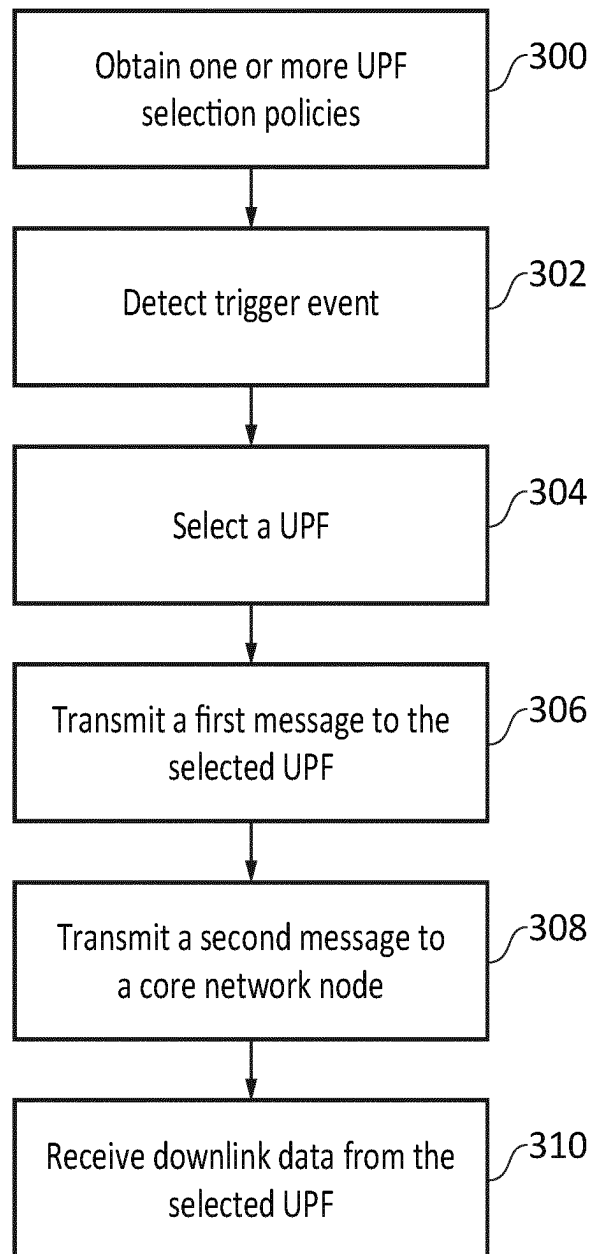 Obtain one or more UPF
selection policies
300
Detect trigger event
302
Select a UPF
304
Transmit a first message to the
selected UPF
306
Transmit a second message to
a core network node
308
Receive downlink data from the
selected UPF
310